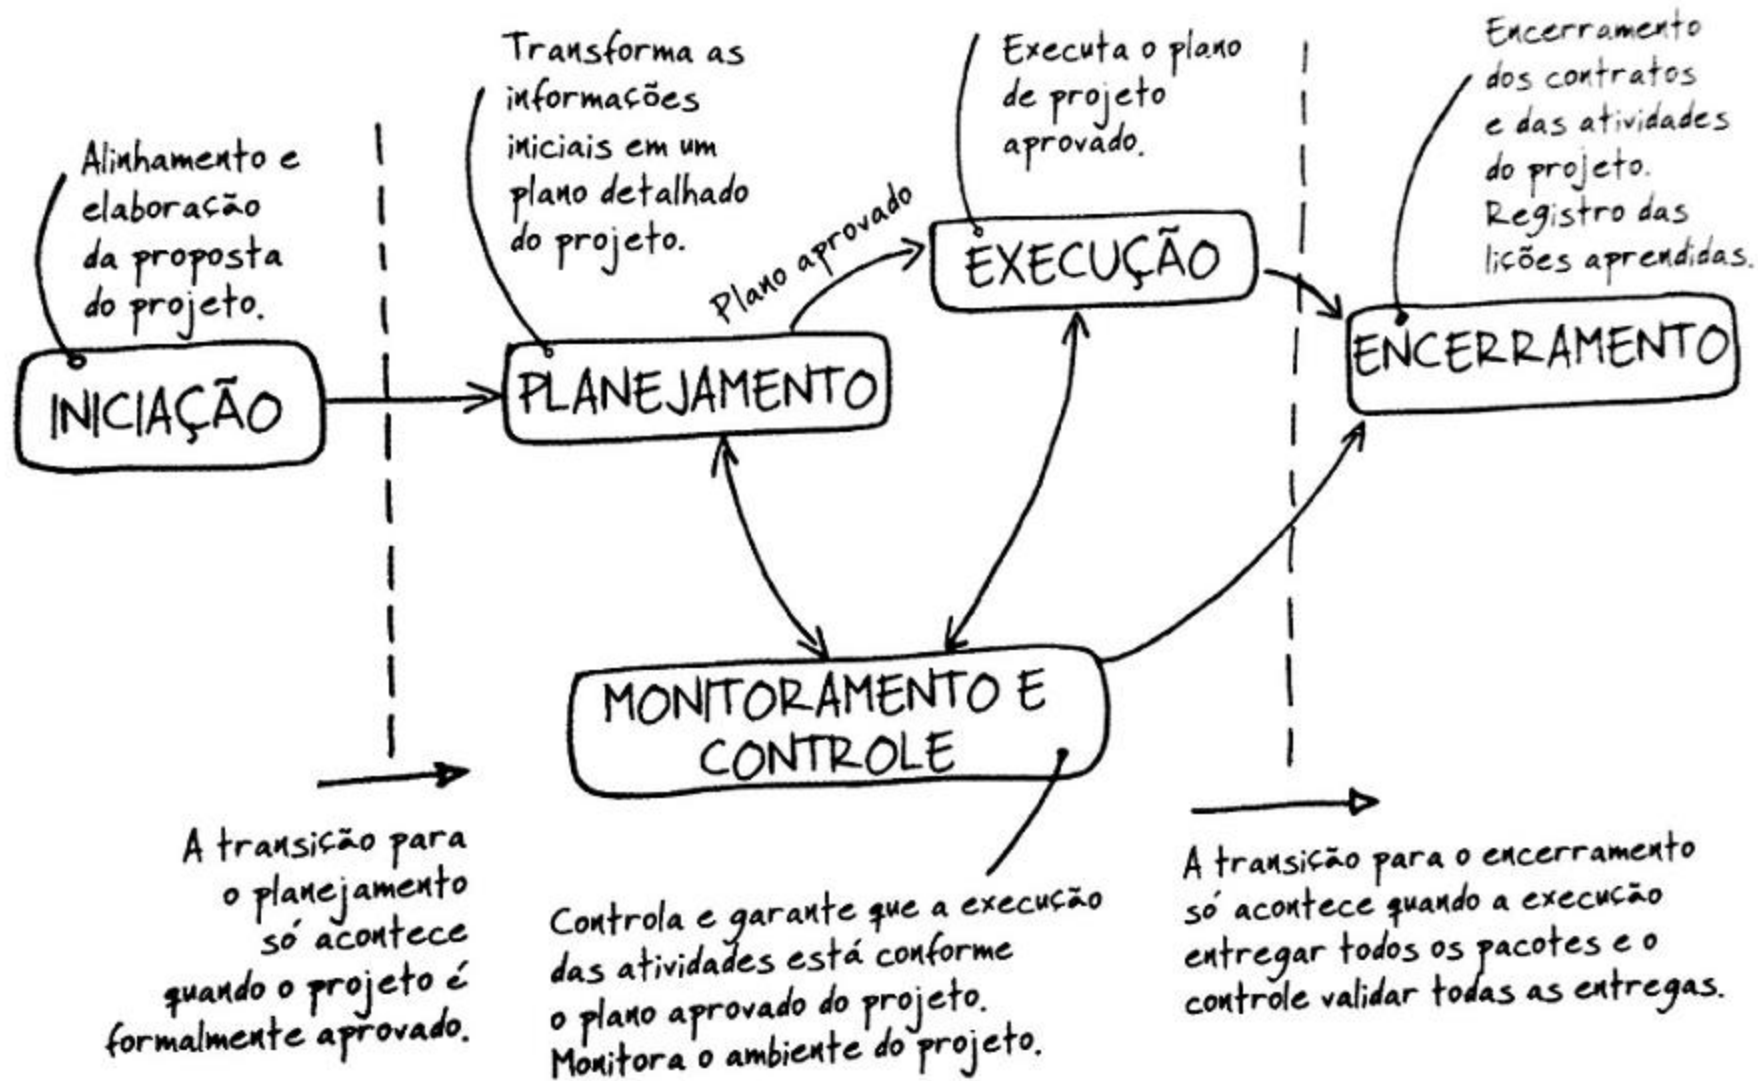 Alinhamento e
elaboração
da proposta
do projeto.
INICIAÇÃO
Transforma as
informações
iniciais em um
plano detalhado
do projeto.
PLANEJAMENTO
Plano aprovado
Executa o plano
de projeto
aprovado.
EXECUÇÃO
Encerramento
dos contratos
e das atividades
do projeto.
Registro das
lições aprendidas.
ENCERRAMENTO
MONITORAMENTO E
CONTROLE
A transição para
o planejamento
só acontece
quando o projeto é
formalmente aprovado.
Controla e garante que a execução
das atividades está conforme
o plano aprovado do projeto.
Monitora o ambiente do projeto.
A transição para o encerramento
só acontece quando a execução
entregar todos os pacotes e o
controle validar todas as entregas.